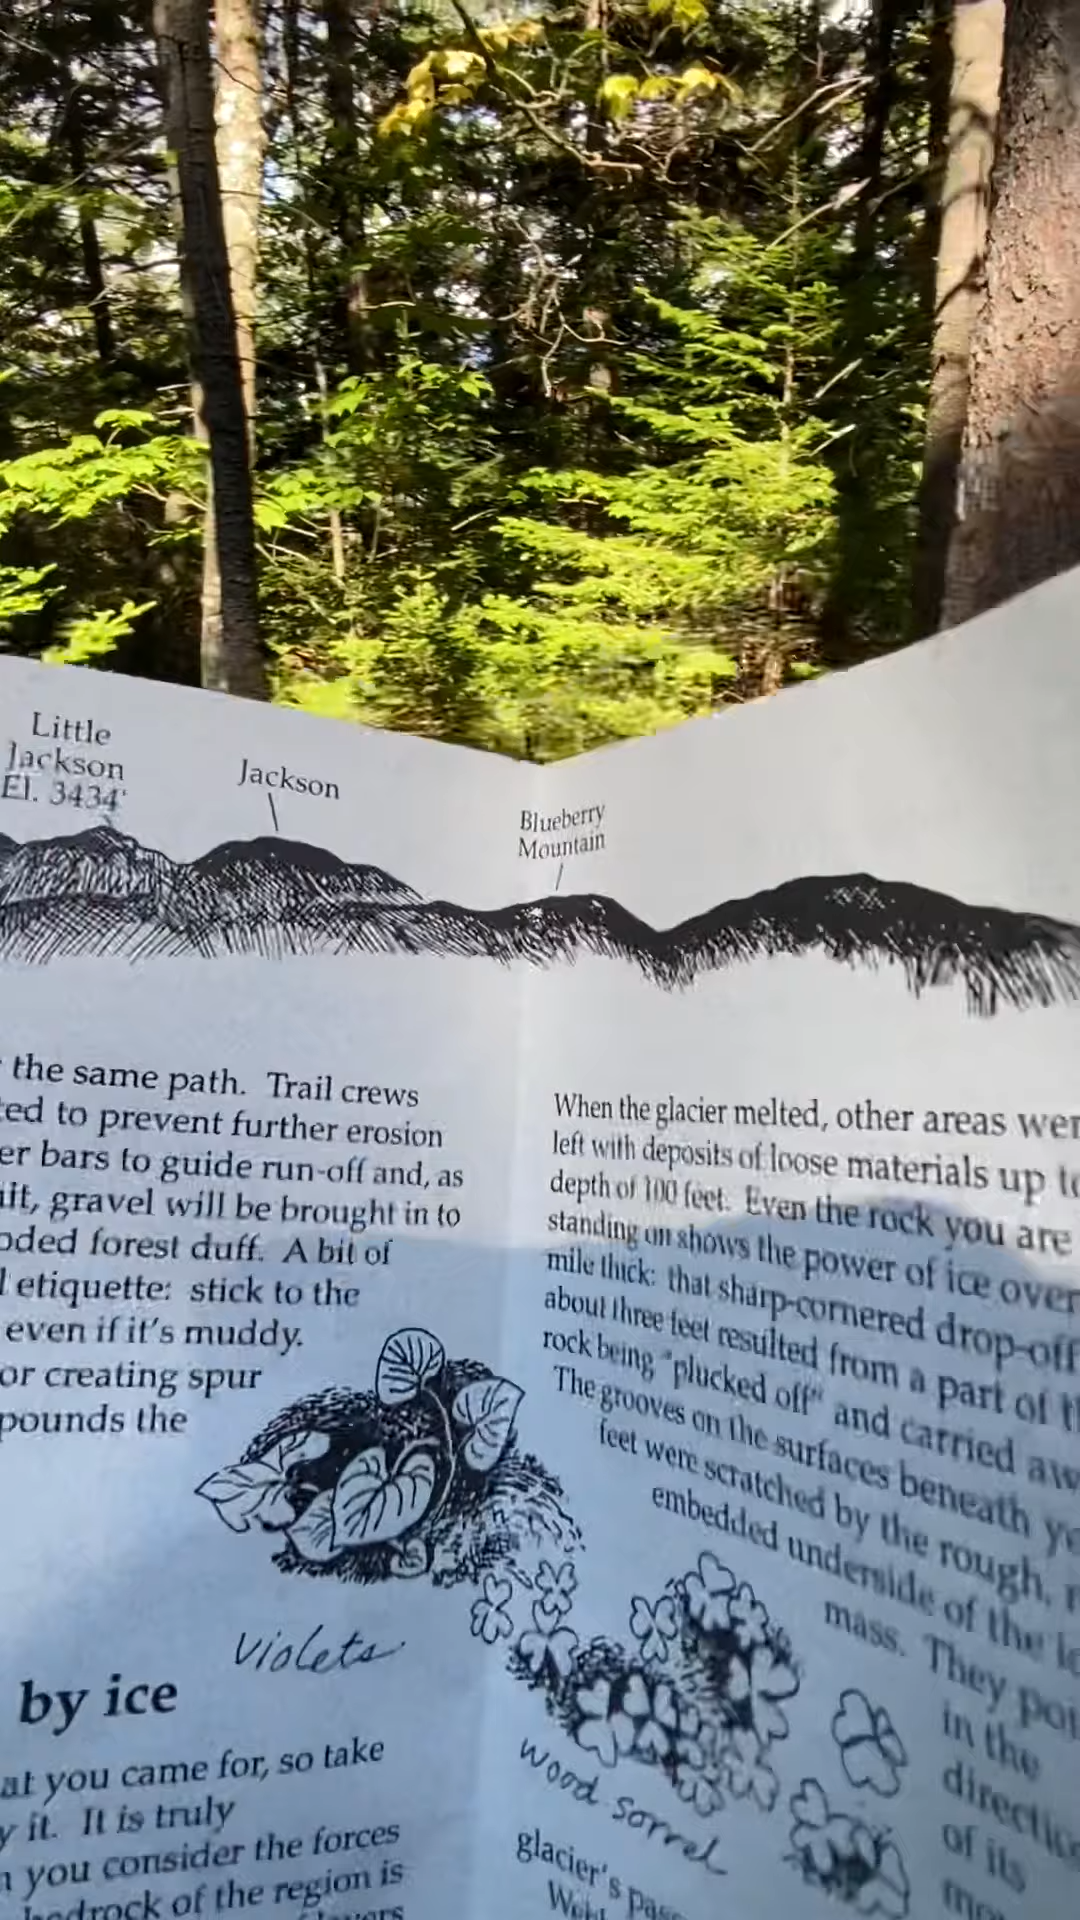 Little
Jackson
El. 3434'
Jackson
Blueberry
Mountain
the same path. Trail crews
ed to prevent further erosion
er bars to guide run-off and, as
ilt, gravel will be brought in to
oded forest duff. A bit of
l etiquette: stick to the
even if it's muddy.
or creating spur
pounds the
violets
by ice
at you came for, so take
y it. It is truly
n you consider the forces
bedrock of the region is
When the glacier melted, other areas wer
left with deposits of loose materials up to
depth of 100 feet. Even the rock you are
standing on shows the power of ice over
mile thick: that sharp-cornered drop-off
about three feet resulted from a part of th
rock being "plucked off" and carried aw
The grooves on the surfaces beneath yo
feet were scratched by the rough, r
embedded underside of the ic
mass. They poi
in the
directio
of its
wood sorrel
glacier's pas